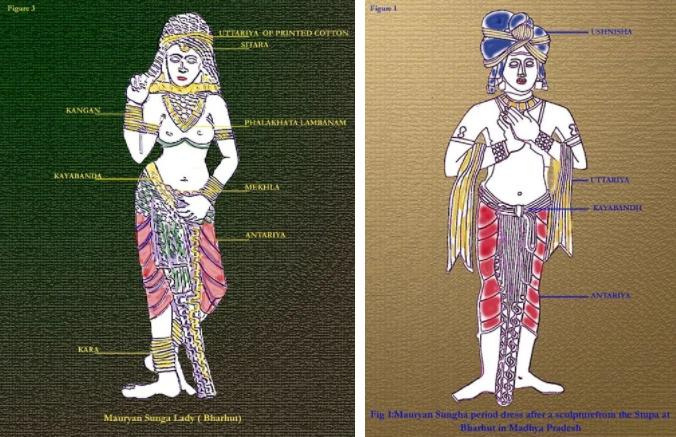 Figure 3
UTTARIYA OF PRINTED COTTON
SITARA
KANGAN
PHALAKHATA LAMBANAM
KAYABANDA
MEKHLA
ANTARIYA
KARA
Mauryan Sunga Lady ( Bharhut)
Figure 1
USHNISHA
UTTARIYA
KAYABANDH
ANTARIYA
Fig 1:Mauryan Sungha period dress after a sculpturefrom the Stupa at
Bharhut in Madhya Pradesh